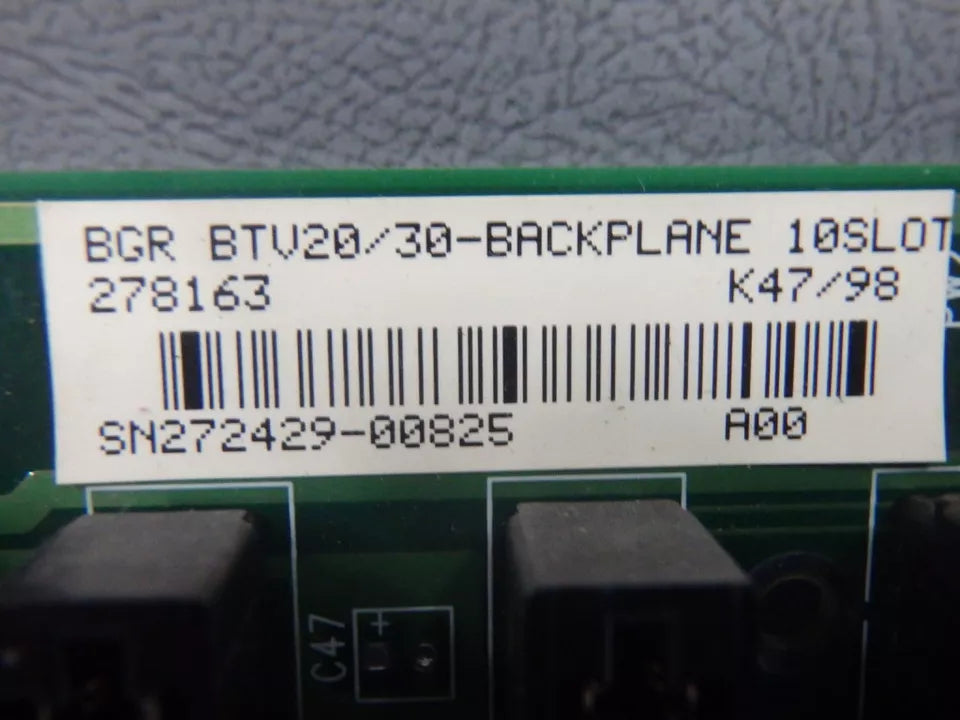 BGR BTV20/30-BACKPLANE 10SLOT
278163 K47/98
SN272429-00825 A00
C47
+